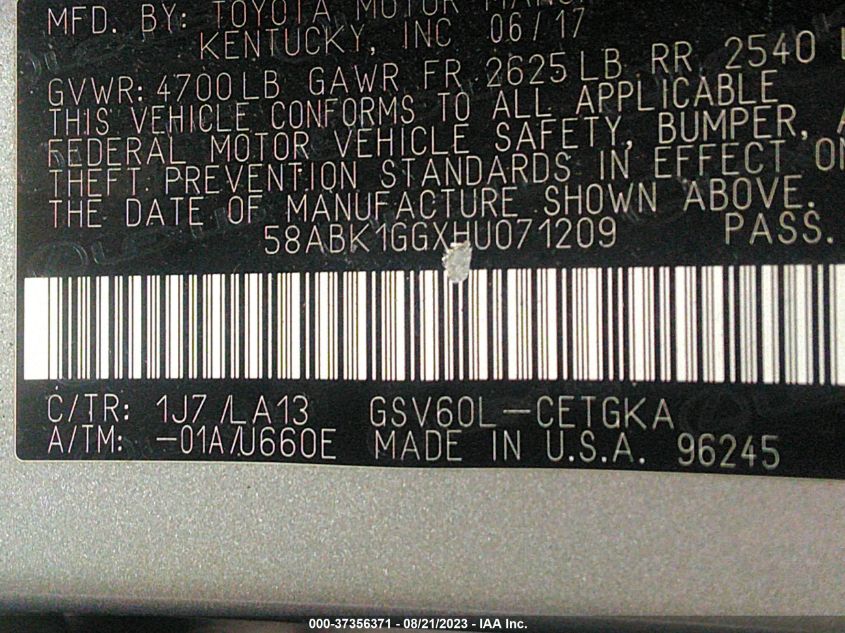 MFD. BY: TOYOTA MOTOR
KENTUCKY, INC 06/17
GVWR: 4700LB GAWR FR 2625LB RR 2540
THIS VEHICLE CONFORMS TO ALL APPLICABLE
FEDERAL MOTOR VEHICLE SAFETY, BUMPER,
THEFT PREVENTION STANDARDS IN EFFECT ON
THE DATE OF MANUFACTURE SHOWN ABOVE.
58ABK1GGXHU071209 PASS.
C/TR: 1J7 /LA13 GSV60L-CETGKA
A/TM: -01A/U660E MADE IN U.S.A. 96245
000-37356371 - 08/21/2023 - IAA Inc.